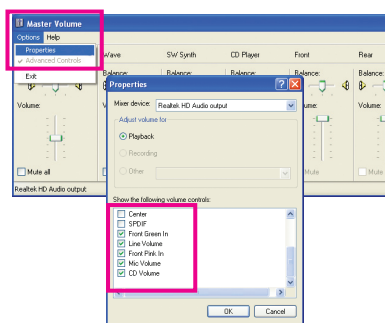 Master Volume
Options Help
Properties
Advanced Controls
Exit
Wave
SW Synth
CD Player
Front
Rear
Balance:
Balance:
Balance:
Balance:
Balance:
Volume:
Volume:
Mute all
Mute
Mute
Realtek HD Audio output
Properties
Mixer device: Realtek HD Audio output
Adjust volume for
Playback
Recording
Other
Show the following volume controls:
Center
SPDIF
Front Green In
Line Volume
Front Pink In
Mic Volume
CD Volume
OK Cancel